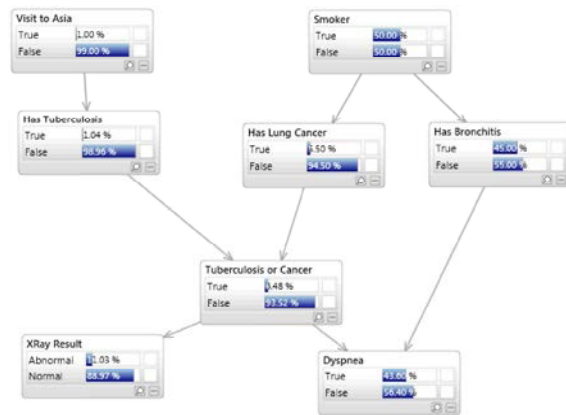 Visit to Asia
True 1.00 %
False 99.00 %
Smoker
True 50.00 %
False 50.00 %
Has Tuberculosis
True 1.04 %
False 98.96 %
Has Lung Cancer
True 5.50 %
False 94.50 %
Has Bronchitis
True 45.00 %
False 55.00 %
Tuberculosis or Cancer
True 6.48 %
False 93.52 %
XRay Result
Abnormal 11.03 %
Normal 88.97 %
Dyspnea
True 43.60 %
False 56.40 %